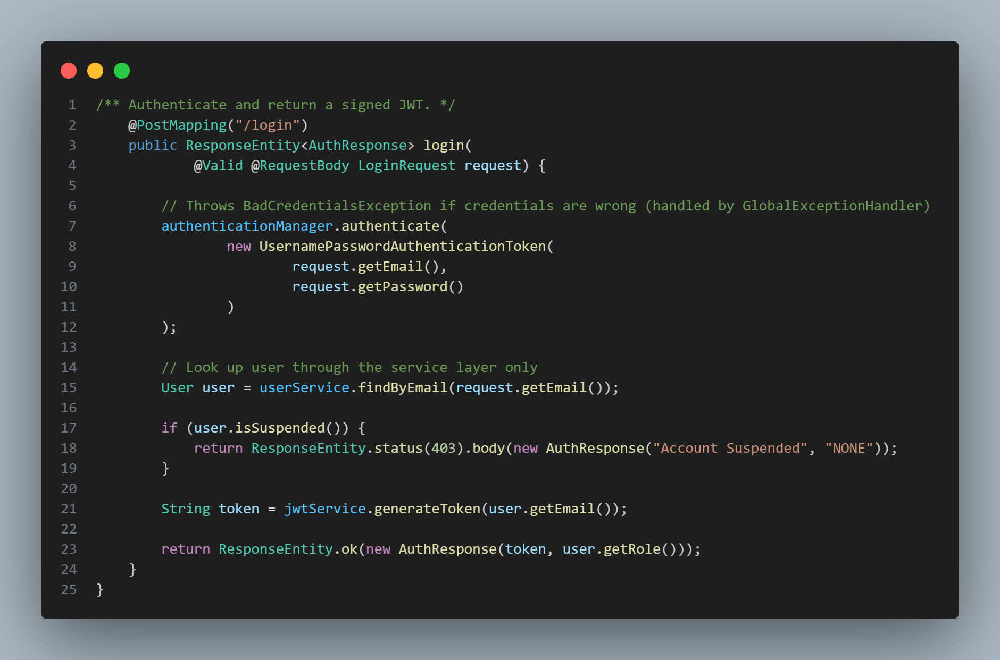 1 /** Authenticate and return a signed JWT. */
2     @PostMapping("/login")
3     public ResponseEntity<AuthResponse> login(
4             @Valid @RequestBody LoginRequest request) {
5
6         // Throws BadCredentialsException if credentials are wrong (handled by GlobalExceptionHandler)
7         authenticationManager.authenticate(
8                 new UsernamePasswordAuthenticationToken(
9                         request.getEmail(),
10                         request.getPassword()
11                 )
12         );
13
14         // Look up user through the service layer only
15         User user = userService.findByEmail(request.getEmail());
16
17         if (user.isSuspended()) {
18             return ResponseEntity.status(403).body(new AuthResponse("Account Suspended", "NONE"));
19         }
20
21         String token = jwtService.generateToken(user.getEmail());
22
23         return ResponseEntity.ok(new AuthResponse(token, user.getRole()));
24     }
25 }